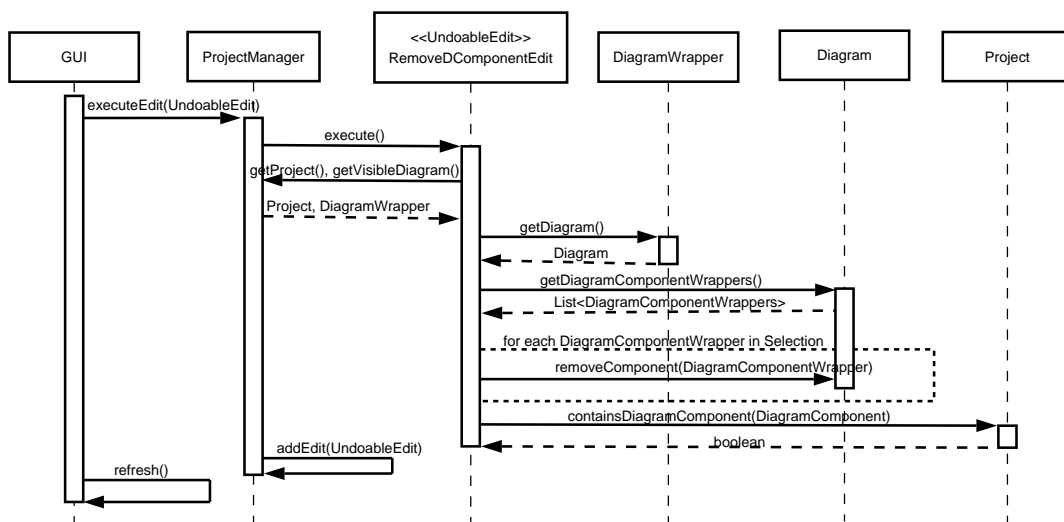 GUI
ProjectManager
<<UndoableEdit>>
RemoveDComponentEdit
DiagramWrapper
Diagram
Project
executeEdit(UndoableEdit)
execute()
getProject(), getVisibleDiagram()
Project, DiagramWrapper
getDiagram()
Diagram
getDiagramComponentWrappers()
List<DiagramComponentWrappers>
for each DiagramComponentWrapper in Selection
removeComponent(DiagramComponentWrapper)
containsDiagramComponent(DiagramComponent)
boolean
addEdit(UndoableEdit)
refresh()